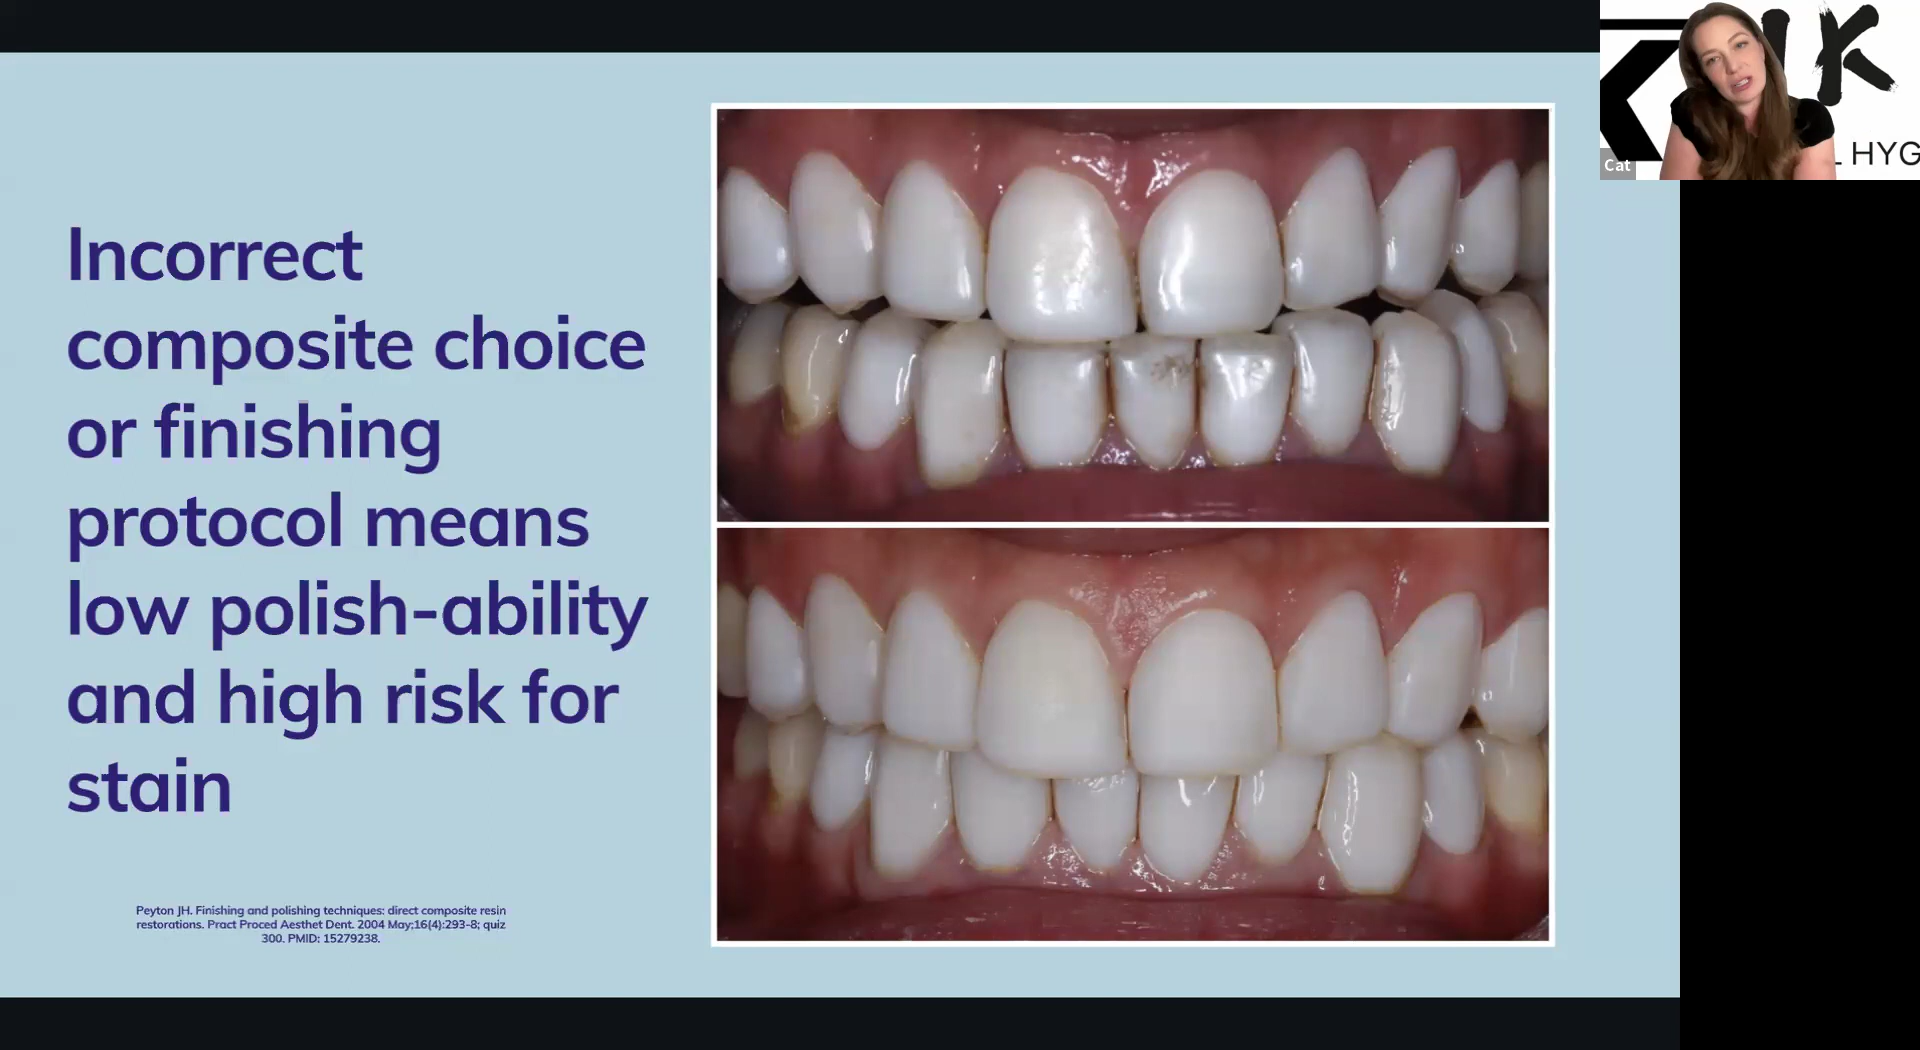 Incorrect
composite choice
or finishing
protocol means
low polish-ability
and high risk for
stain
Peyton JH. Finishing and polishing techniques: direct composite resin
restorations. Pract Proced Aesthet Dent. 2004 May;16(4):293-8; quiz
300. PMID: 15279238.
K
HYG
Cat